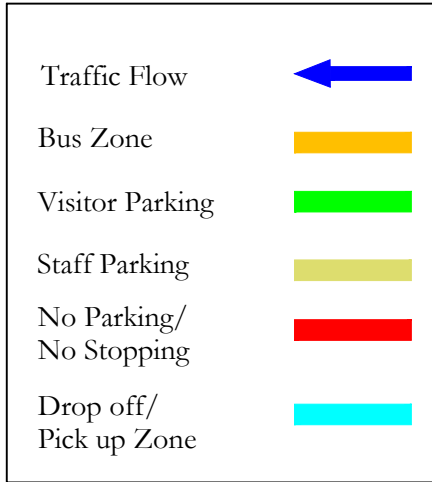 Traffic Flow
Bus Zone
Visitor Parking
Staff Parking
No Parking/
No Stopping
Drop off/
Pick up Zone